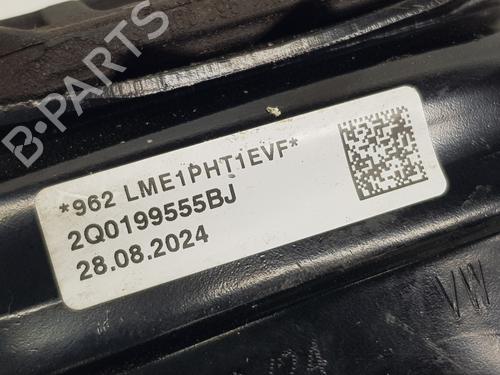 B-PARTS
*962 LME1PHT1EVF*
2Q0199555BJ
28.08.2024
VW